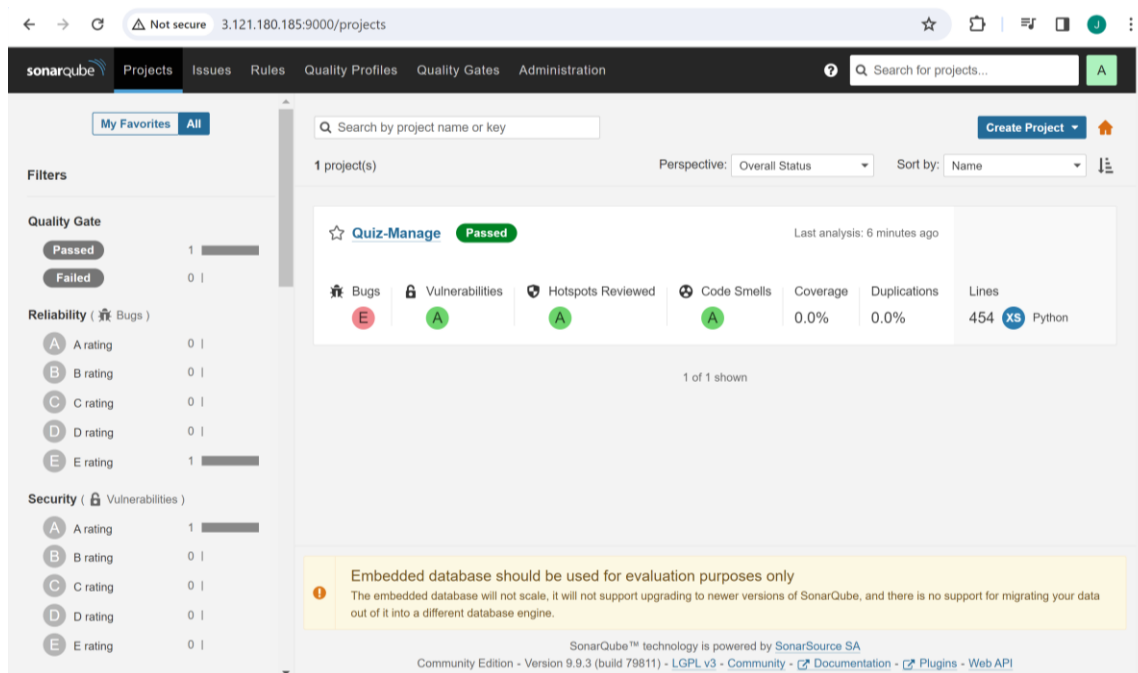 Not secure 3.121.180.185:9000/projects
J
sonarqube Projects Issues Rules Quality Profiles Quality Gates Administration ? Search for projects... A
My Favorites All
Search by project name or key
Create Project
1 project(s)
Perspective: Overall Status
Sort by: Name
Filters
Quality Gate
Passed 1
Failed 0
Reliability ( Bugs )
A A rating 0
B B rating 0
C C rating 0
D D rating 0
E E rating 1
Security ( Vulnerabilities )
A A rating 1
B B rating 0
C C rating 0
D D rating 0
E E rating 0
Quiz-Manage Passed Last analysis: 6 minutes ago
Bugs Vulnerabilities Hotspots Reviewed Code Smells Coverage Duplications Lines
E A A A 0.0% 0.0% 454 XS Python
1 of 1 shown
Embedded database should be used for evaluation purposes only
The embedded database will not scale, it will not support upgrading to newer versions of SonarQube, and there is no support for migrating your data
out of it into a different database engine.
SonarQube™ technology is powered by SonarSource SA
Community Edition - Version 9.9.3 (build 79811) - LGPL v3 - Community - Documentation - Plugins - Web API